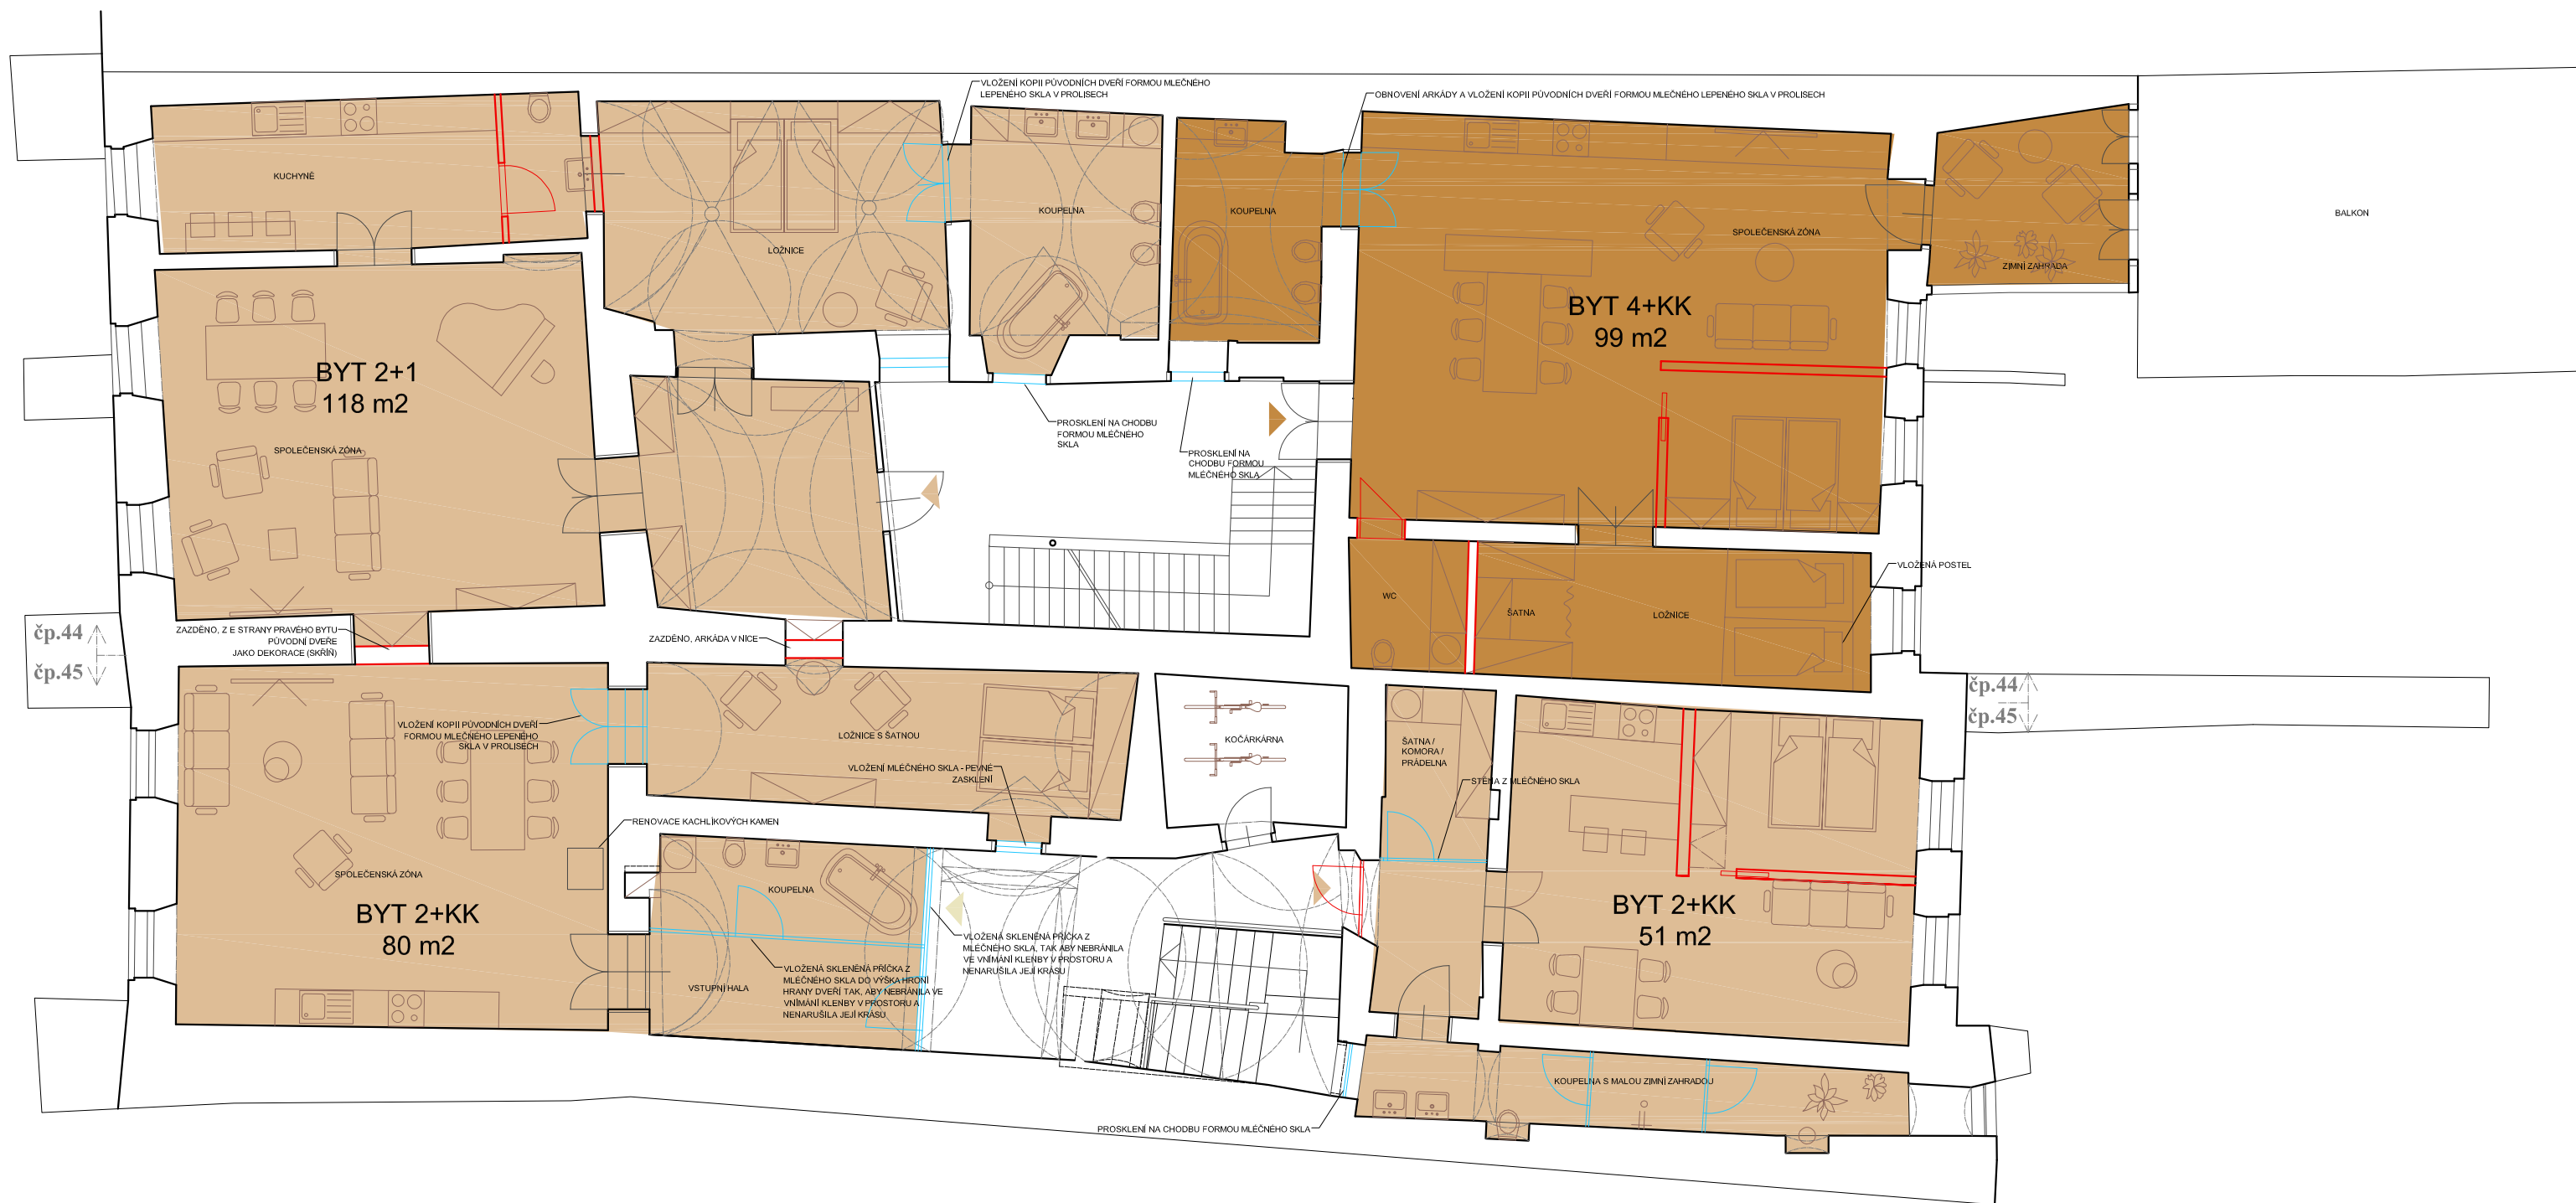 VLOŽENÍ KOPII PŮVODNÍCH DVEŘÍ FORMOU MLEČNÉHO
LEPENÉHO SKLA V PROLISECH
OBNOVENÍ ARKÁDY A VLOŽENÍ KOPII PŮVODNÍCH DVEŘÍ FORMOU MLEČNÉHO LEPENÉHO SKLA V PROLISECH
KUCHYNĚ
LOŽNICE
KOUPELNA
KOUPELNA
SPOLEČENSKÁ ZÓNA
ZIMNÍ ZAHRADA
BALKON
BYT 2+1
118 m2
SPOLEČENSKÁ ZÓNA
BYT 4+KK
99 m2
PROSKLENÍ NA CHODBU
FORMOU MLÉČNÉHO
SKLA
PROSKLENÍ NA
CHODBU FORMOU
MLÉČNÉHO SKLA
WC
ŠATNA
LOŽNICE
VLOŽENÁ POSTEL
čp.44
čp.45
ZAZDĚNO, Z E STRANY PRAVÉHO BYTU
PŮVODNÍ DVEŘE
JAKO DEKORACE (SKŘÍŇ)
ZAZDĚNO, ARKÁDA V NÍCE
čp.44
čp.45
VLOŽENÍ KOPII PŮVODNÍCH DVEŘÍ
FORMOU MLEČNÉHO LEPENÉHO
SKLA V PROLISECH
LOŽNICE S ŠATNOU
VLOŽENÍ MLÉČNÉHO SKLA - PEVNÉ
ZASKLENÍ
KOČÁRKÁRNA
ŠATNA /
KOMORA /
PRÁDELNA
STĚNA Z MLÉČNÉHO SKLA
RENOVACE KACHLÍKOVÝCH KAMEN
SPOLEČENSKÁ ZÓNA
BYT 2+KK
80 m2
KOUPELNA
VSTUPNÍ HALA
VLOŽENÁ SKLENĚNÁ PŘÍČKA Z
MLÉČNÉHO SKLA, TAK ABY NEBRÁNILA
VE VNÍMÁNÍ KLENBY V PROSTORU A
NENARUŠILA JEJÍ KRÁSU
VLOŽENÁ SKLENĚNÁ PŘÍČKA Z
MLÉČNÉHO SKLA DO VÝŠKA HRONÍ
HRANY DVEŘÍ TAK, ABY NEBRÁNILA VE
VNÍMÁNÍ KLENBY V PROSTORU A
NENARUŠILA JEJÍ KRÁSU
BYT 2+KK
51 m2
KOUPELNA S MALOU ZIMNÍ ZAHRADOU
PROSKLENÍ NA CHODBU FORMOU MLÉČNÉHO SKLA